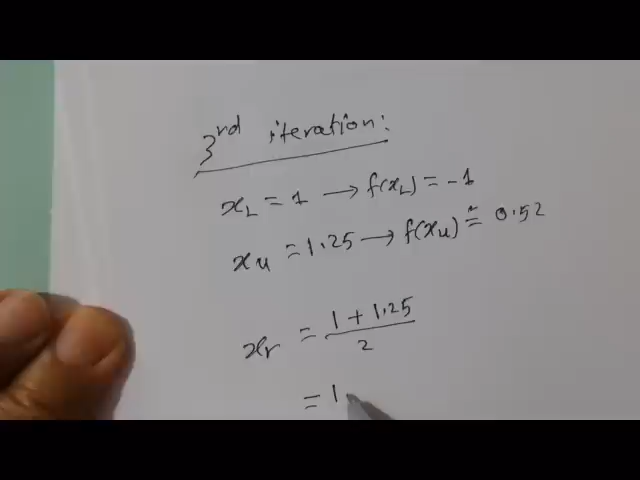 3rd iteration:
xL = 1 → f(xL) = -1
xu = 1.25 → f(xu) ≅ 0.52
xr = (1 + 1.25)/2
= 1.